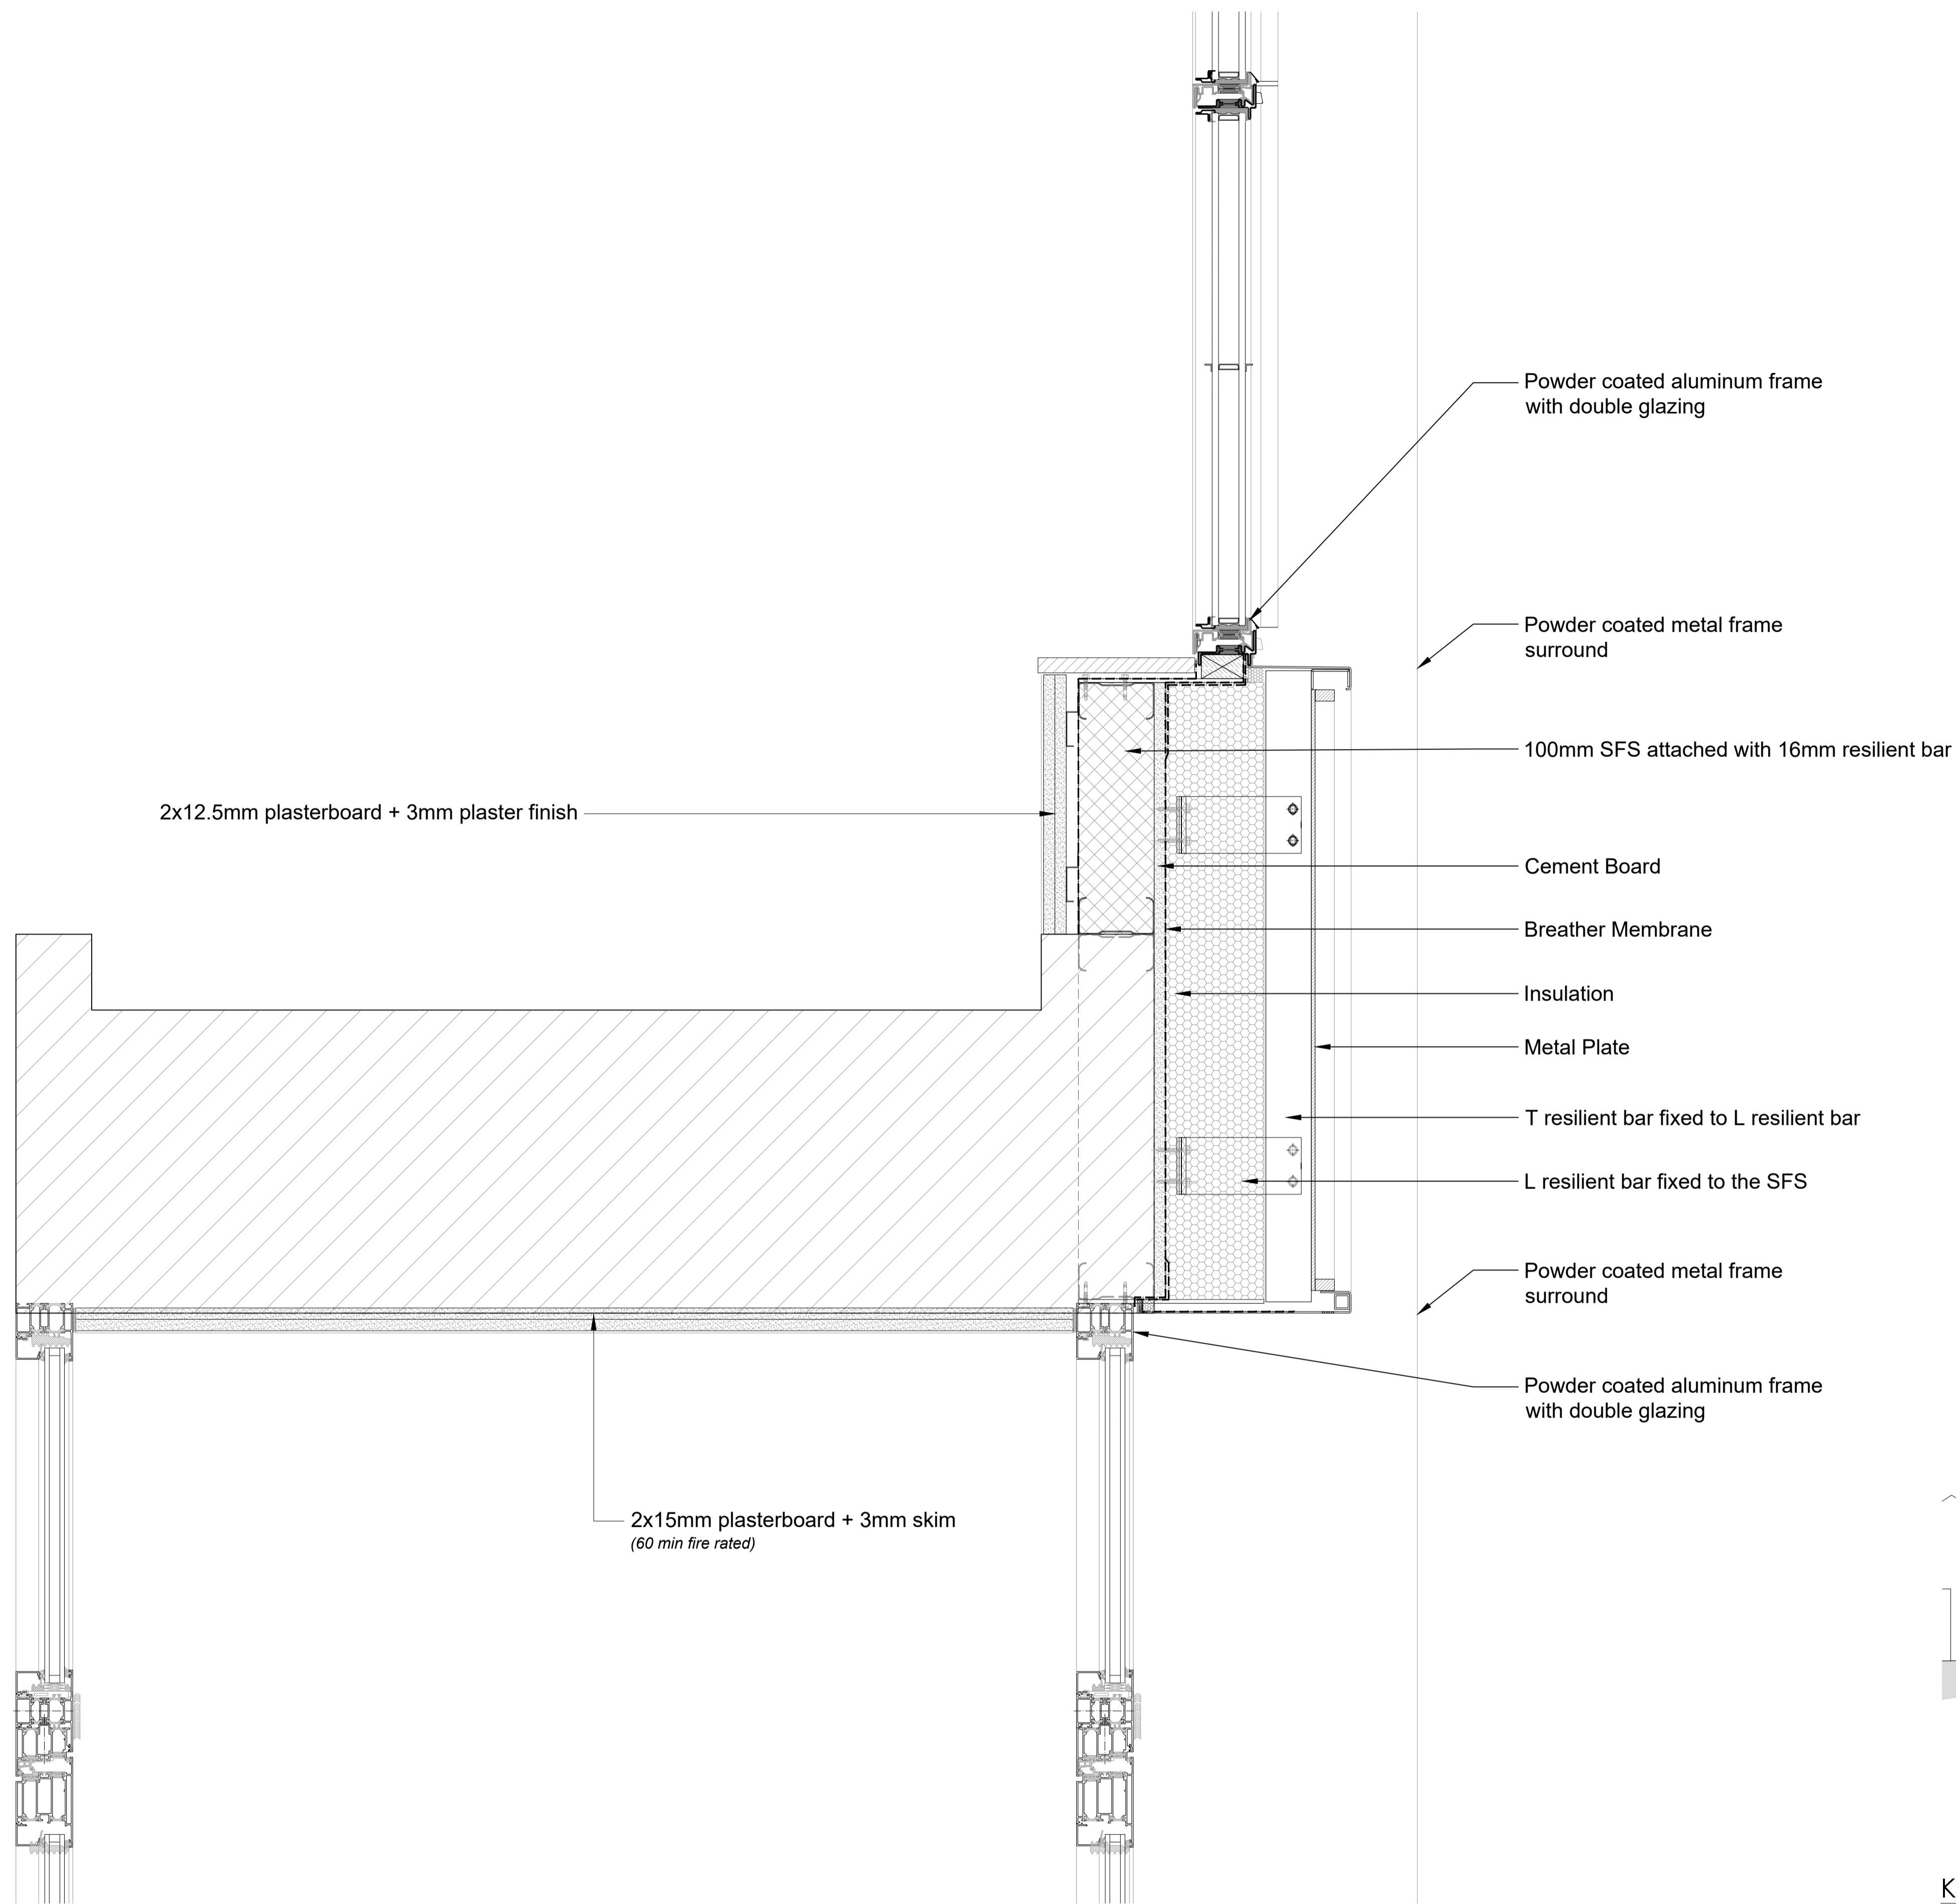 Powder coated aluminum frame
with double glazing
Powder coated metal frame
surround
100mm SFS attached with 16mm resilient bar
2x12.5mm plasterboard + 3mm plaster finish
Cement Board
Breather Membrane
Insulation
Metal Plate
T resilient bar fixed to L resilient bar
L resilient bar fixed to the SFS
Powder coated metal frame
surround
Powder coated aluminum frame
with double glazing
2x15mm plasterboard + 3mm skim
(60 min fire rated)
K